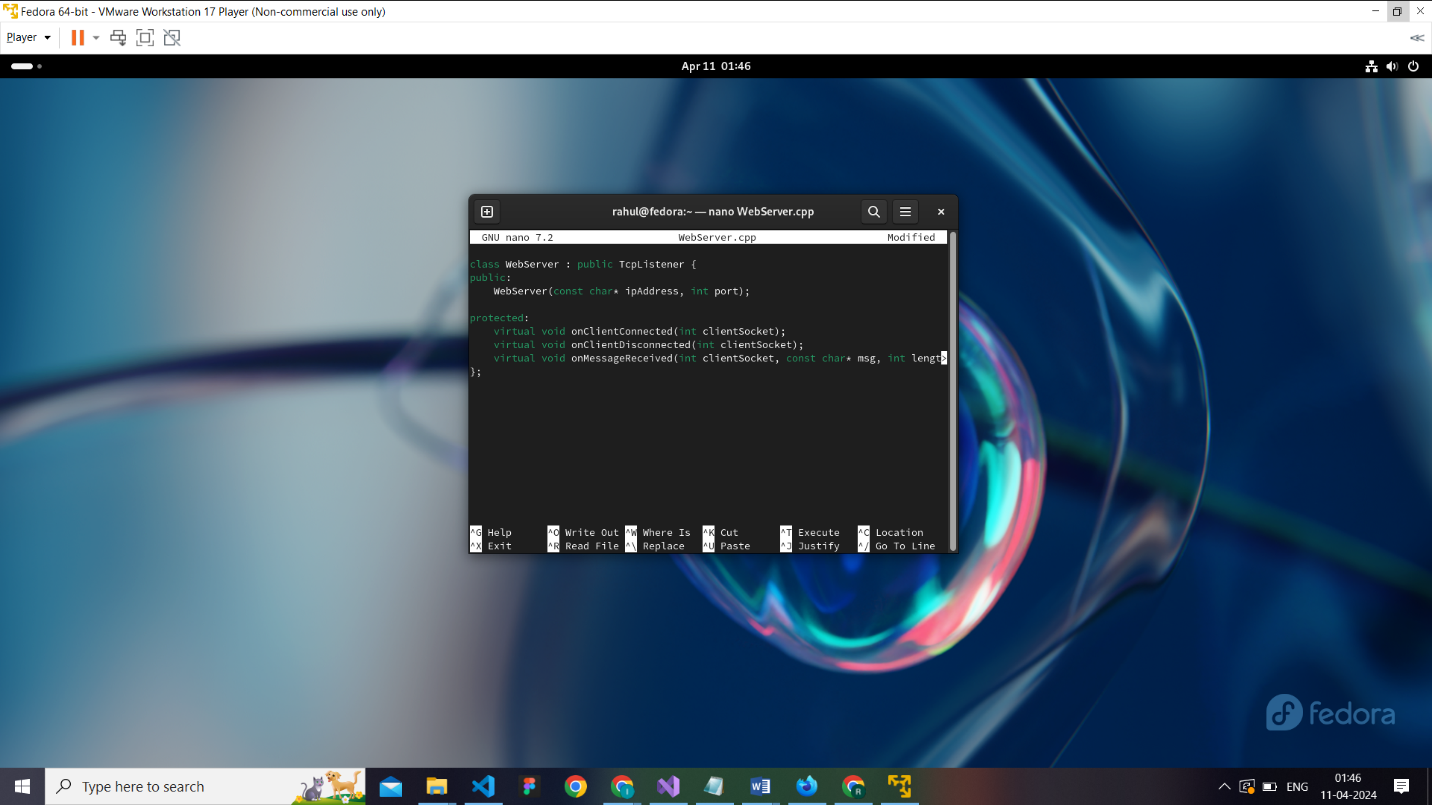 Fedora 64-bit - VMware Workstation 17 Player (Non-commercial use only)
Player
Apr 11 01:46
rahul@fedora:~ — nano WebServer.cpp
GNU nano 7.2 WebServer.cpp Modified
class WebServer : public TcpListener {
public:
    WebServer(const char* ipAddress, int port);
protected:
    virtual void onClientConnected(int clientSocket);
    virtual void onClientDisconnected(int clientSocket);
    virtual void onMessageReceived(int clientSocket, const char* msg, int lengt>
};
^G Help ^O Write Out ^W Where Is ^K Cut ^T Execute ^C Location
^X Exit ^R Read File ^\ Replace ^U Paste ^J Justify ^/ Go To Line
fedora
Type here to search
ENG
01:46
11-04-2024